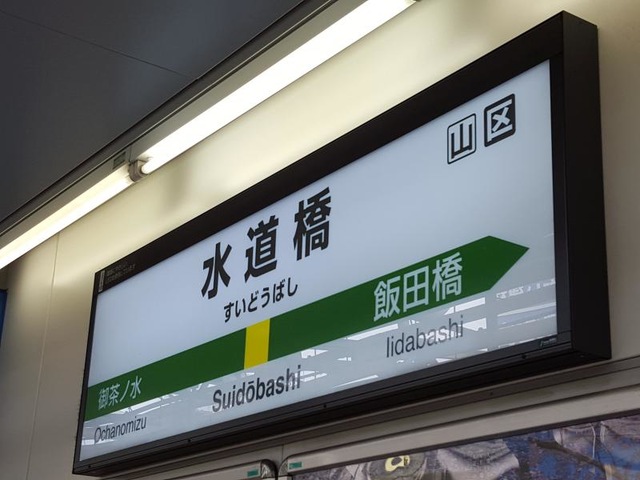 山 区
水道橋
すいどうばし
飯田橋
御茶ノ水
Suidōbashi
Iidabashi
Ochanomizu